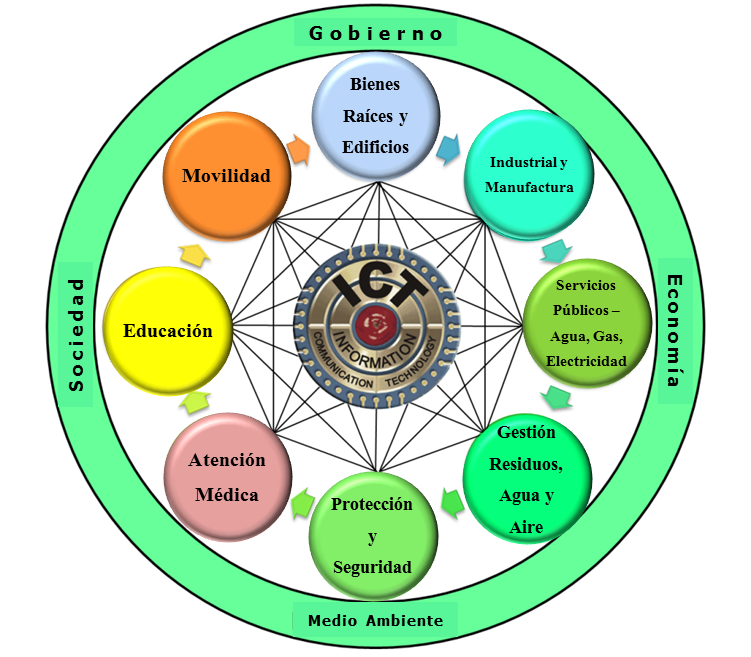 Gobierno
Bienes
Raíces y
Edificios
Industrial y
Manufactura
Servicios
Públicos –
Agua, Gas,
Electricidad
Gestión
Residuos,
Agua y
Aire
Protección
y
Seguridad
Atención
Médica
Educación
Movilidad
ICT
INFORMATION
COMMUNICATION TECHNOLOGY
Sociedad
Economía
Medio Ambiente